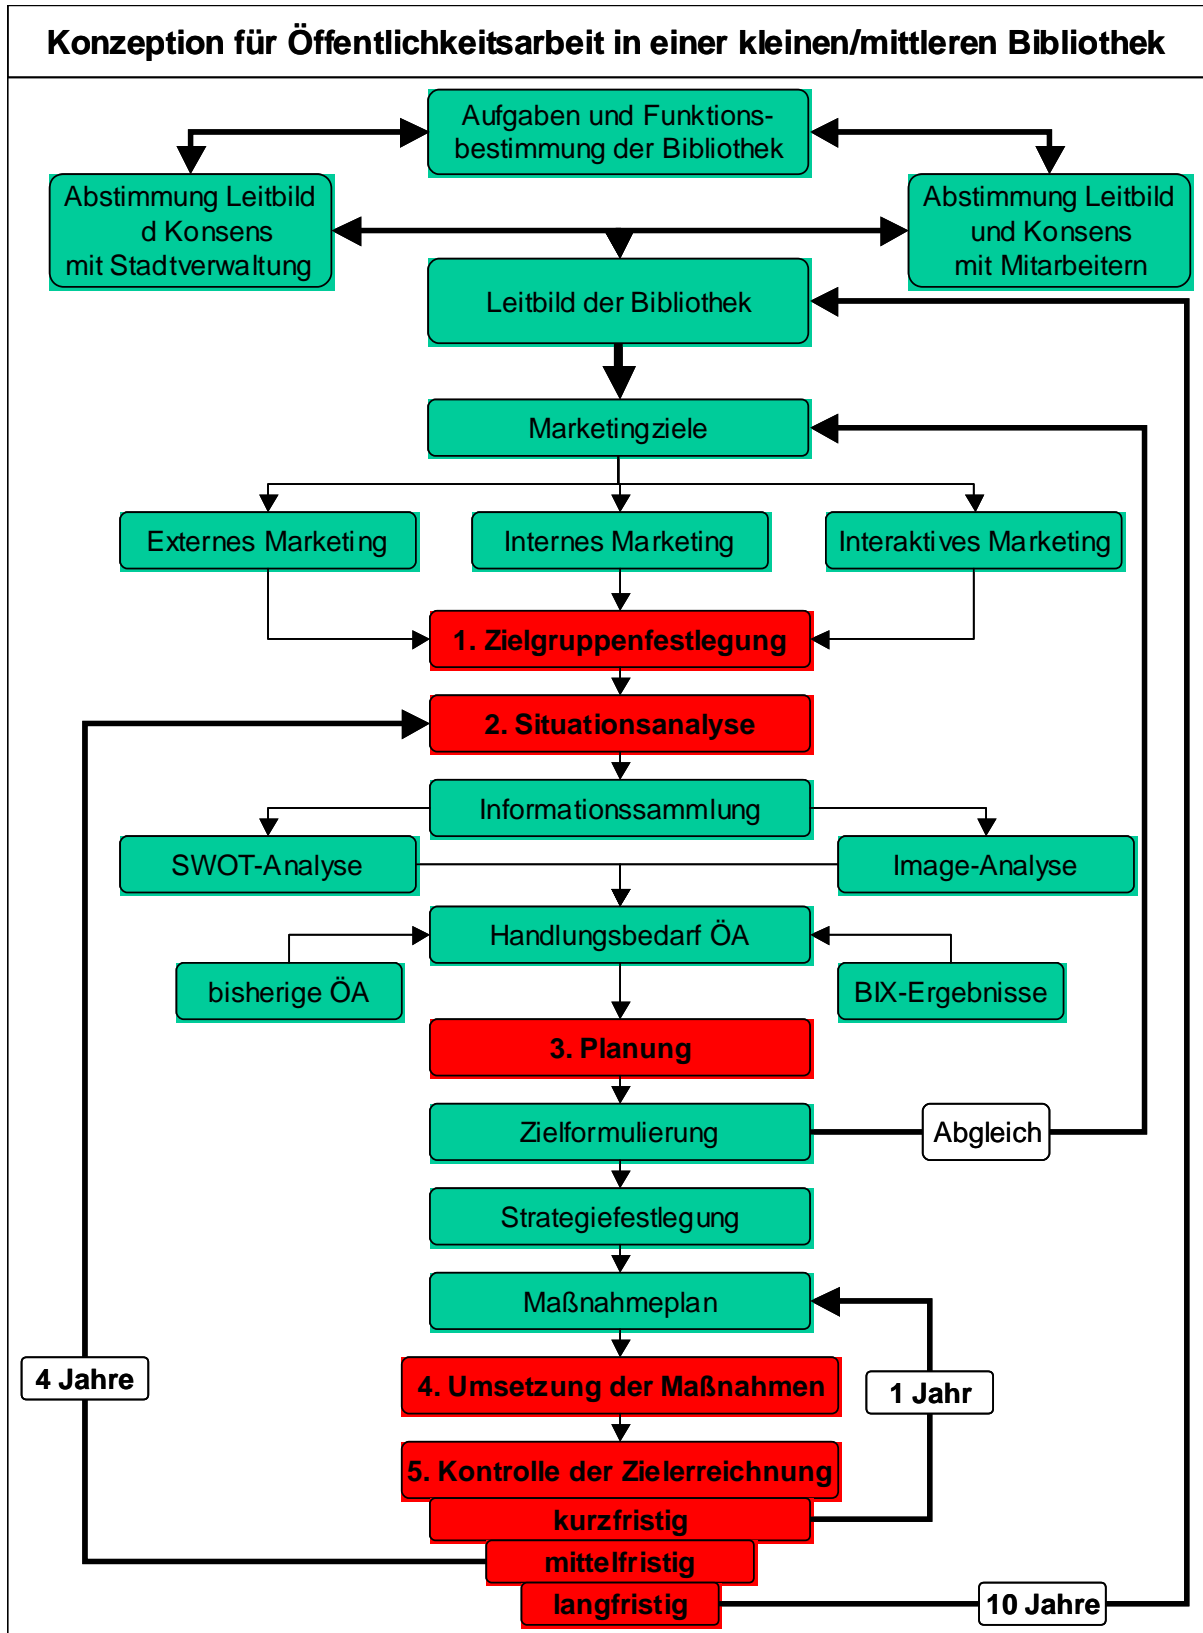 Konzeption für Öffentlichkeitsarbeit in einer kleinen/mittleren Bibliothek
Aufgaben und Funktions-
bestimmung der Bibliothek
Abstimmung Leitbild
d Konsens
mit Stadtverwaltung
Abstimmung Leitbild
und Konsens
mit Mitarbeitern
Leitbild der Bibliothek
Marketingziele
Externes Marketing
Internes Marketing
Interaktives Marketing
1. Zielgruppenfestlegung
2. Situationsanalyse
Informationssammlung
SWOT-Analyse
Image-Analyse
Handlungsbedarf ÖA
bisherige ÖA
BIX-Ergebnisse
3. Planung
Zielformulierung
Abgleich
Strategiefestlegung
Maßnahmeplan
4 Jahre
4. Umsetzung der Maßnahmen
1 Jahr
5. Kontrolle der Zielerreichnung
kurzfristig
mittelfristig
langfristig
10 Jahre